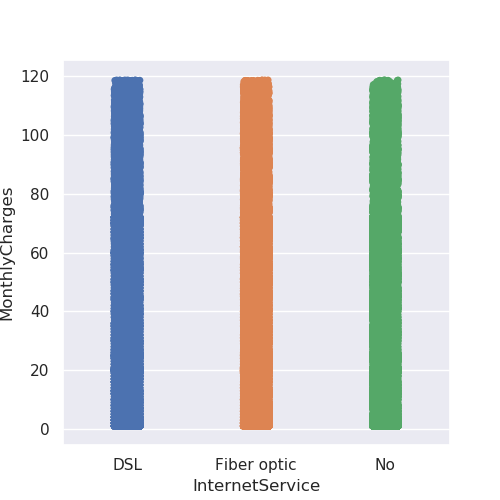 120
100
80
60
40
20
0
MonthlyCharges
DSL
Fiber optic
No
InternetService